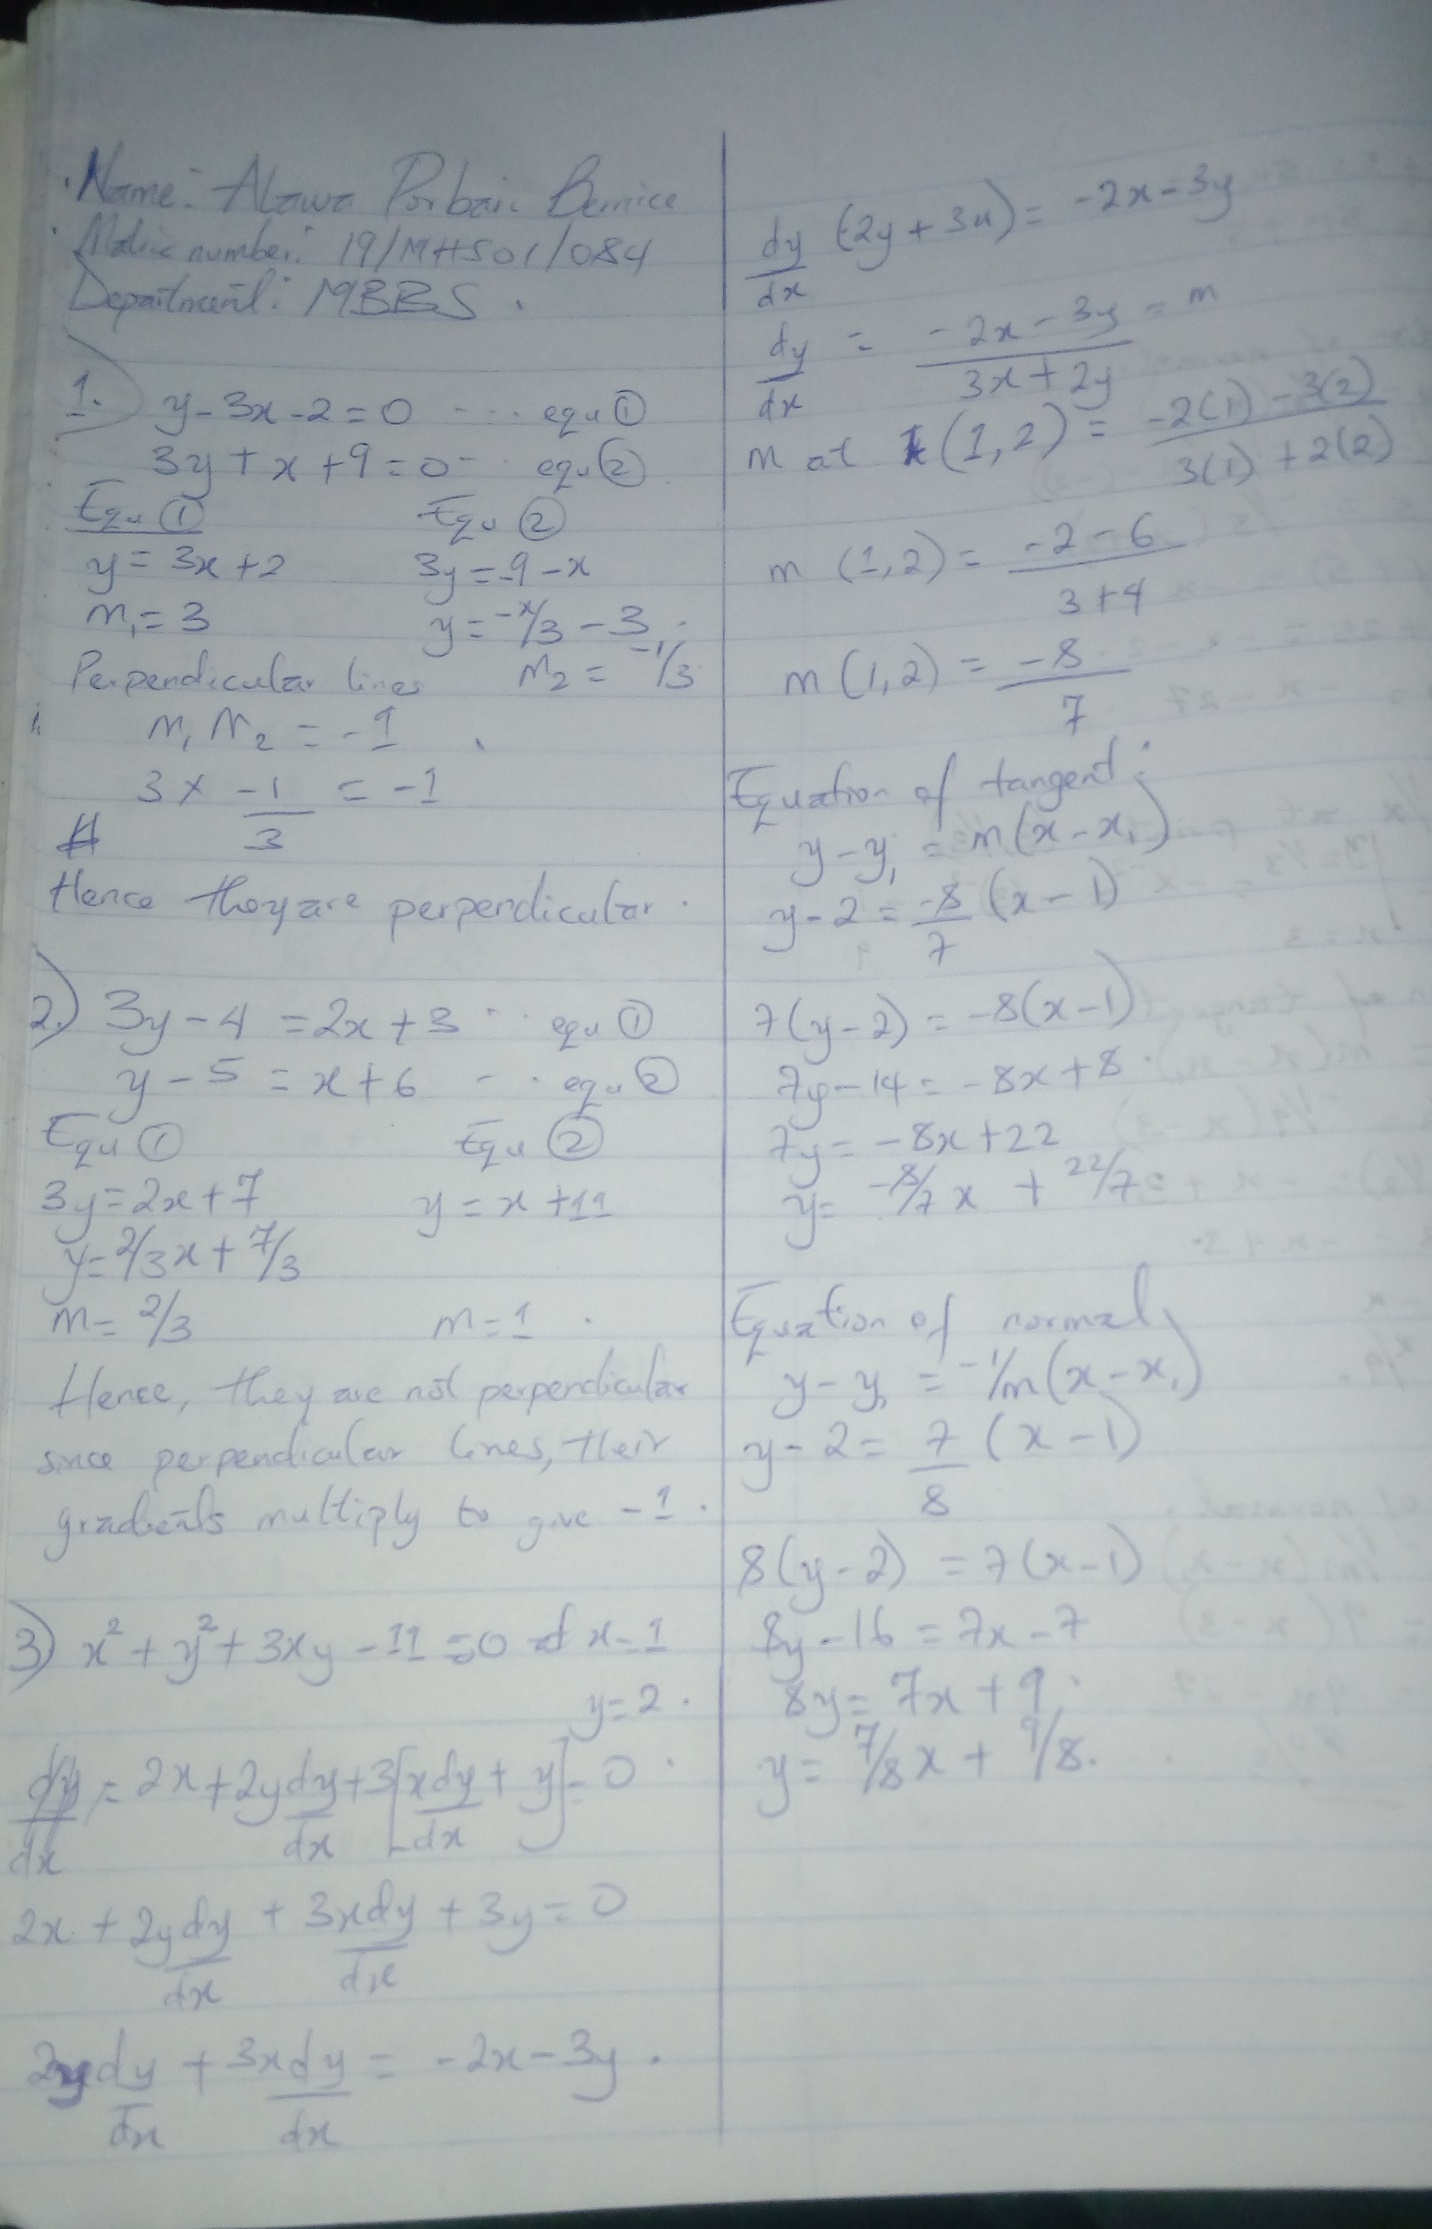 Name: Atawa Porbari Bernice
Matric number: 19/MHS01/084
Department: MBBS.
1. y - 3x - 2 = 0 ... equ ①
3y + x + 9 = 0 ... equ ②
Equ ① Equ ②
y = 3x + 2 3y = -9 - x
m₁ = 3 y = -x/3 - 3
Perpendicular lines m₂ = -1/3
m₁ m₂ = -1
3 x -1/3 = -1
Hence they are perpendicular.
2.) 3y - 4 = 2x + 3 ... equ ①
y - 5 = x + 6 ... equ ②
Equ ① Equ ②
3y = 2x + 7 y = x + 11
y = 2/3x + 7/3
m = 2/3 m = 1
Hence, they are not perpendicular
since perpendicular lines, their
gradients multiply to give -1.
3) x² + y² + 3xy - 11 = 0 at x = 1
y = 2.
dy/dx = 2x + 2y dy/dx + 3[x dy/dx + y] = 0
2x + 2y dy/dx + 3x dy/dx + 3y = 0
2y dy/dx + 3x dy/dx = -2x - 3y.
dy/dx (2y + 3x) = -2x - 3y
dy/dx = -2x - 3y / 3x + 2y = m
m at (1, 2) = -2(1) - 3(2) / 3(1) + 2(2)
m (1, 2) = -2 - 6 / 3 + 4
m (1, 2) = -8 / 7
Equation of tangent:
y - y₁ = m(x - x₁)
y - 2 = -8/7 (x - 1)
7(y - 2) = -8(x - 1)
7y - 14 = -8x + 8
7y = -8x + 22
y = -8/7 x + 22/7
Equation of normal
y - y₁ = -1/m(x - x₁)
y - 2 = 7/8 (x - 1)
8(y - 2) = 7(x - 1)
8y - 16 = 7x - 7
8y = 7x + 9
y = 7/8x + 9/8.